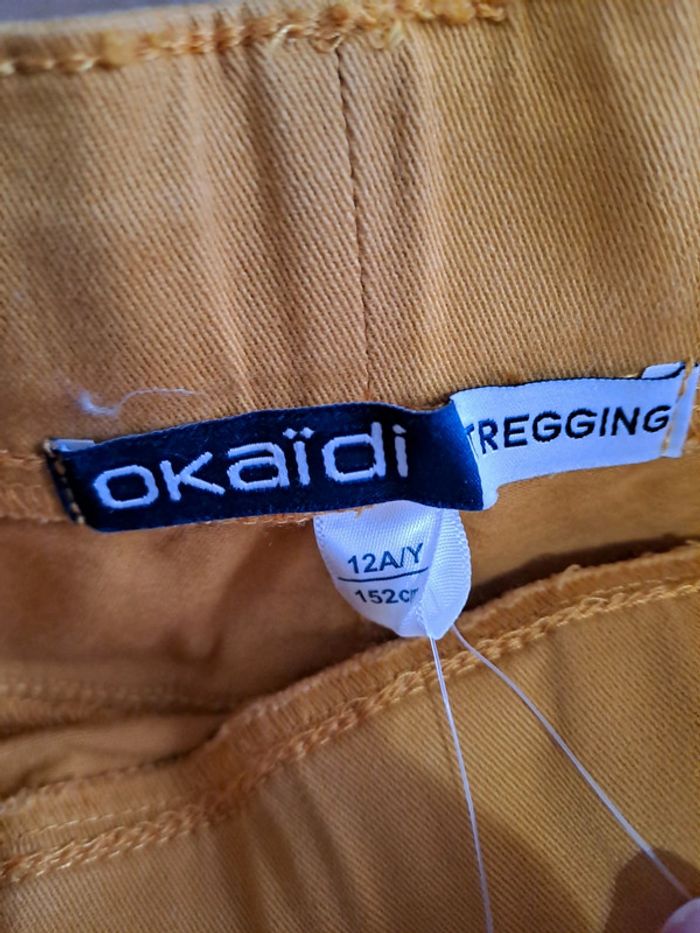 OKaïdi
TREGGING
12A/Y
152cm